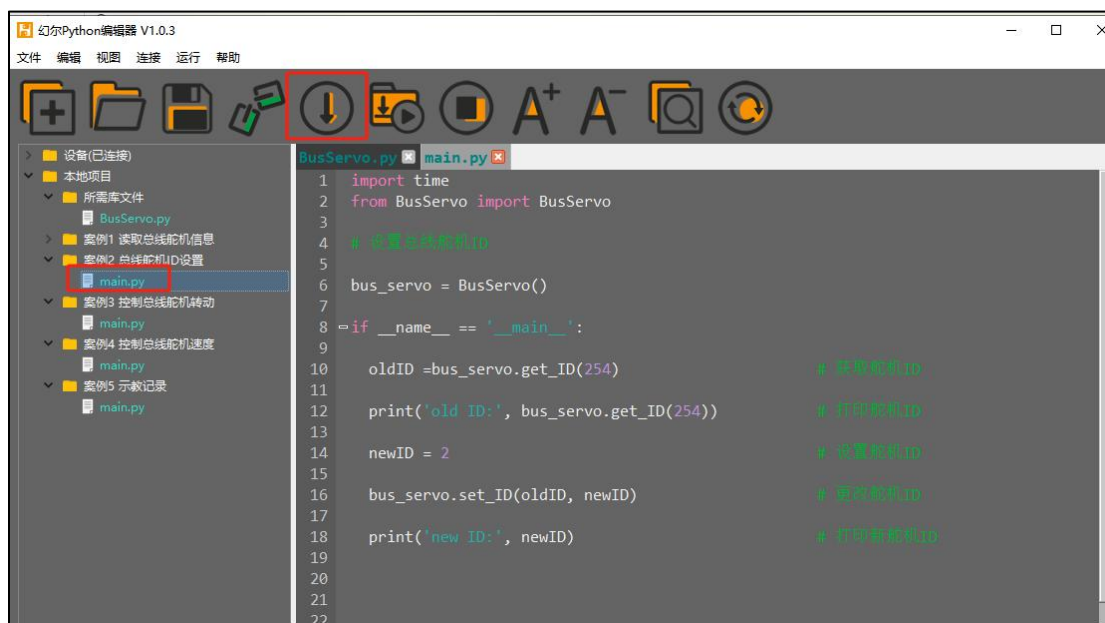 幻尔Python编辑器 V1.0.3
文件 编辑 视图 连接 运行 帮助
设备(已连接)
本地项目
所需库文件
BusServo.py
案例1 读取总线舵机信息
案例2 总线舵机ID设置
main.py
案例3 控制总线舵机转动
main.py
案例4 控制总线舵机速度
main.py
案例5 示教记录
main.py
BusServo.py main.py
1 import time
2 from BusServo import BusServo
3
4 # 设置总线舵机ID
5
6 bus_servo = BusServo()
7
8 if __name__ == '__main__':
9
10 oldID =bus_servo.get_ID(254) # 获取舵机ID
11
12 print('old ID:', bus_servo.get_ID(254)) # 打印舵机ID
13
14 newID = 2 # 设置舵机ID
15
16 bus_servo.set_ID(oldID, newID) # 更改舵机ID
17
18 print('new ID:', newID) # 打印新舵机ID
19
20
21
22